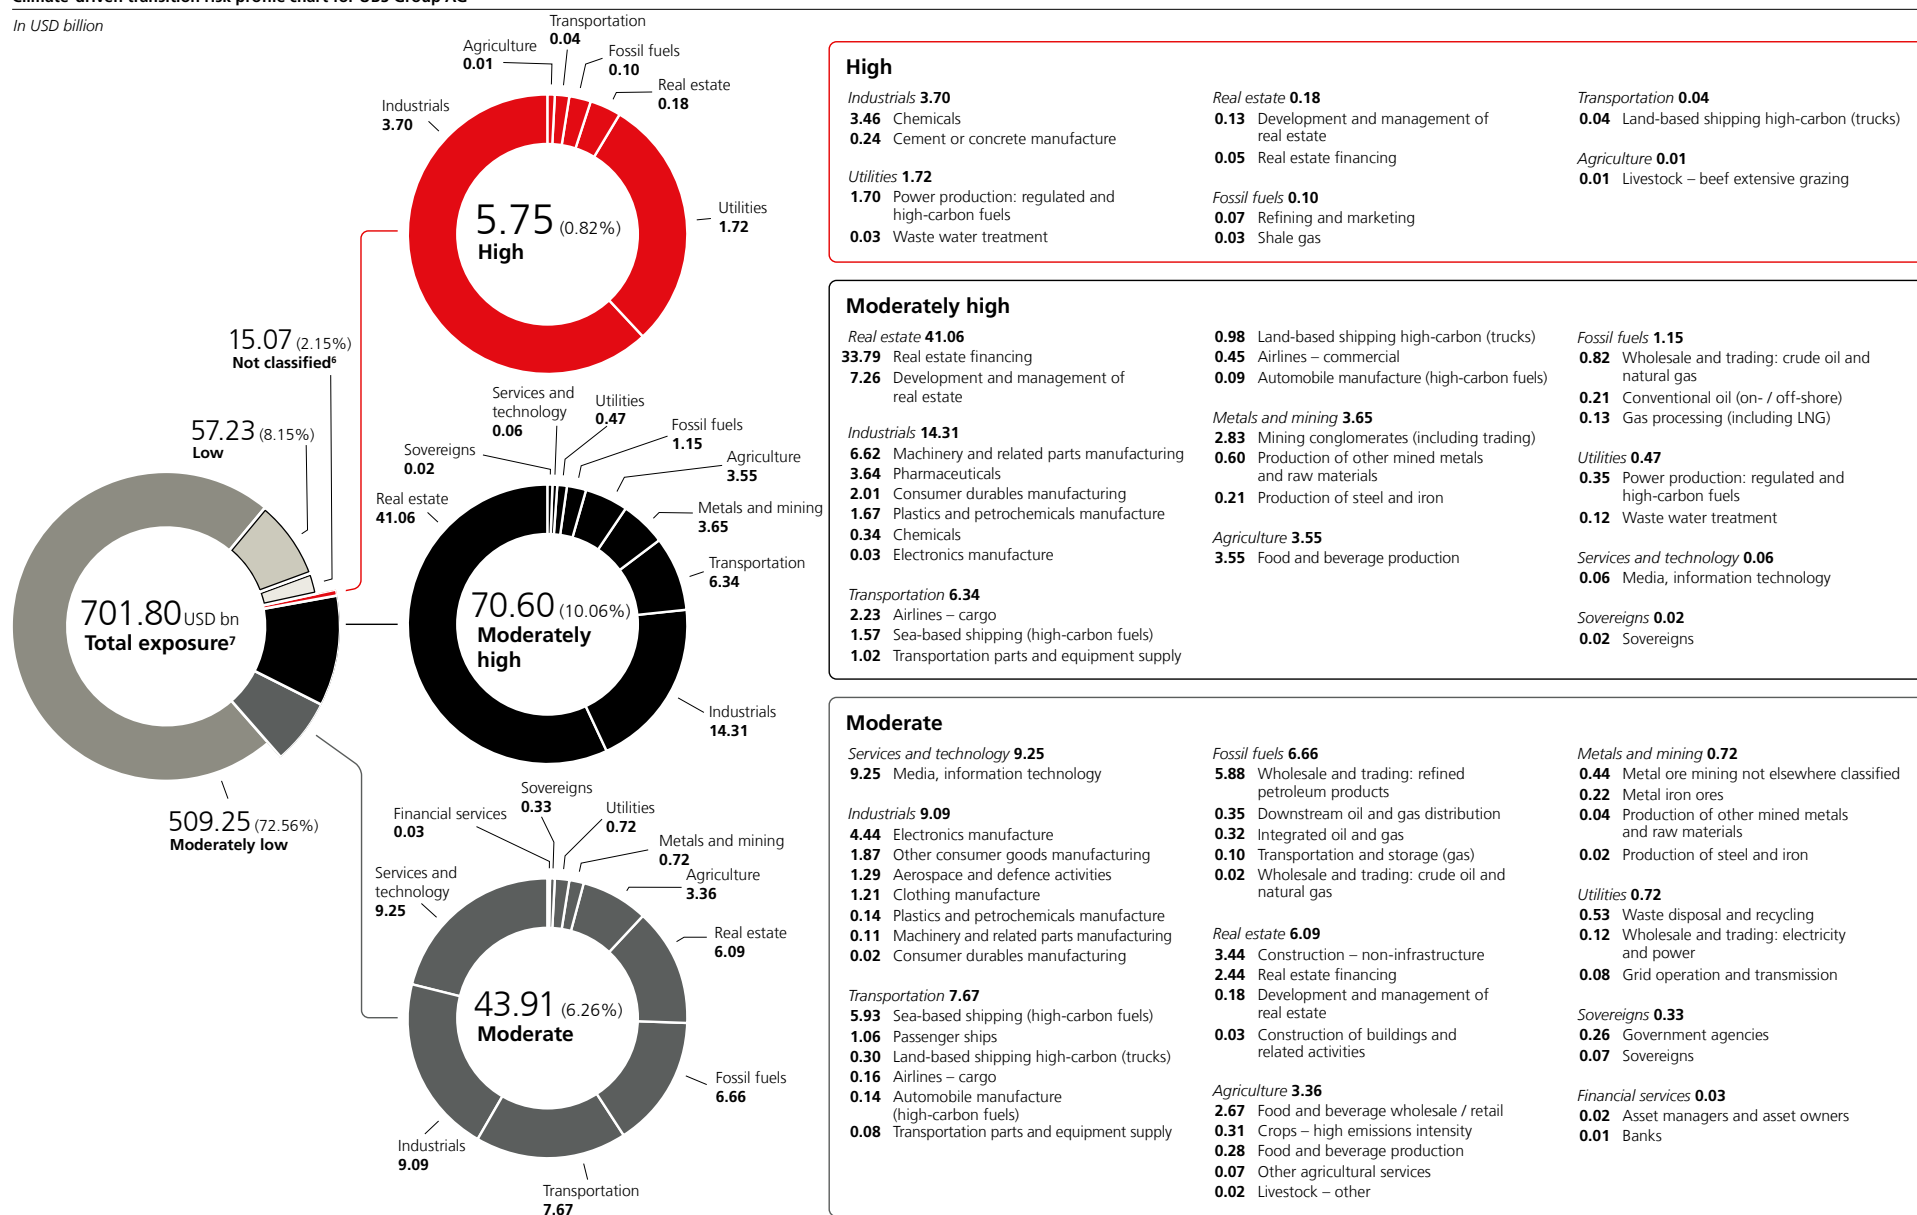 Climate-driven transition risk profile chart for UBS Group AG
In USD billion
Transportation
0.04
Agriculture
0.01
Fossil fuels
0.10
Real estate
0.18
Industrials
3.70
Utilities
1.72
5.75 (0.82%)
High
15.07 (2.15%)
Not classified⁶
57.23 (8.15%)
Low
701.80 USD bn
Total exposure⁷
509.25 (72.56%)
Moderately low
Services and
technology
0.06
Utilities
0.47
Fossil fuels
1.15
Sovereigns
0.02
Agriculture
3.55
Real estate
41.06
Metals and mining
3.65
Transportation
6.34
70.60 (10.06%)
Moderately
high
Industrials
14.31
Sovereigns
0.33
Financial services
0.03
Utilities
0.72
Metals and mining
0.72
Services and
technology
9.25
Agriculture
3.36
Real estate
6.09
43.91 (6.26%)
Moderate
Fossil fuels
6.66
Industrials
9.09
Transportation
7.67
High
Industrials 3.70
3.46 Chemicals
0.24 Cement or concrete manufacture
Utilities 1.72
1.70 Power production: regulated and
high-carbon fuels
0.03 Waste water treatment
Real estate 0.18
0.13 Development and management of
real estate
0.05 Real estate financing
Fossil fuels 0.10
0.07 Refining and marketing
0.03 Shale gas
Transportation 0.04
0.04 Land-based shipping high-carbon (trucks)
Agriculture 0.01
0.01 Livestock – beef extensive grazing
Moderately high
Real estate 41.06
33.79 Real estate financing
7.26 Development and management of
real estate
Industrials 14.31
6.62 Machinery and related parts manufacturing
3.64 Pharmaceuticals
2.01 Consumer durables manufacturing
1.67 Plastics and petrochemicals manufacture
0.34 Chemicals
0.03 Electronics manufacture
Transportation 6.34
2.23 Airlines – cargo
1.57 Sea-based shipping (high-carbon fuels)
1.02 Transportation parts and equipment supply
0.98 Land-based shipping high-carbon (trucks)
0.45 Airlines – commercial
0.09 Automobile manufacture (high-carbon fuels)
Metals and mining 3.65
2.83 Mining conglomerates (including trading)
0.60 Production of other mined metals
and raw materials
0.21 Production of steel and iron
Agriculture 3.55
3.55 Food and beverage production
Fossil fuels 1.15
0.82 Wholesale and trading: crude oil and
natural gas
0.21 Conventional oil (on- / off-shore)
0.13 Gas processing (including LNG)
Utilities 0.47
0.35 Power production: regulated and
high-carbon fuels
0.12 Waste water treatment
Services and technology 0.06
0.06 Media, information technology
Sovereigns 0.02
0.02 Sovereigns
Moderate
Services and technology 9.25
9.25 Media, information technology
Industrials 9.09
4.44 Electronics manufacture
1.87 Other consumer goods manufacturing
1.29 Aerospace and defence activities
1.21 Clothing manufacture
0.14 Plastics and petrochemicals manufacture
0.11 Machinery and related parts manufacturing
0.02 Consumer durables manufacturing
Transportation 7.67
5.93 Sea-based shipping (high-carbon fuels)
1.06 Passenger ships
0.30 Land-based shipping high-carbon (trucks)
0.16 Airlines – cargo
0.14 Automobile manufacture
(high-carbon fuels)
0.08 Transportation parts and equipment supply
Fossil fuels 6.66
5.88 Wholesale and trading: refined
petroleum products
0.35 Downstream oil and gas distribution
0.32 Integrated oil and gas
0.10 Transportation and storage (gas)
0.02 Wholesale and trading: crude oil and
natural gas
Real estate 6.09
3.44 Construction – non-infrastructure
2.44 Real estate financing
0.18 Development and management of
real estate
0.03 Construction of buildings and
related activities
Agriculture 3.36
2.67 Food and beverage wholesale / retail
0.31 Crops – high emissions intensity
0.28 Food and beverage production
0.07 Other agricultural services
0.02 Livestock – other
Metals and mining 0.72
0.44 Metal ore mining not elsewhere classified
0.22 Metal iron ores
0.04 Production of other mined metals
and raw materials
0.02 Production of steel and iron
Utilities 0.72
0.53 Waste disposal and recycling
0.12 Wholesale and trading: electricity
and power
0.08 Grid operation and transmission
Sovereigns 0.33
0.26 Government agencies
0.07 Sovereigns
Financial services 0.03
0.02 Asset managers and asset owners
0.01 Banks